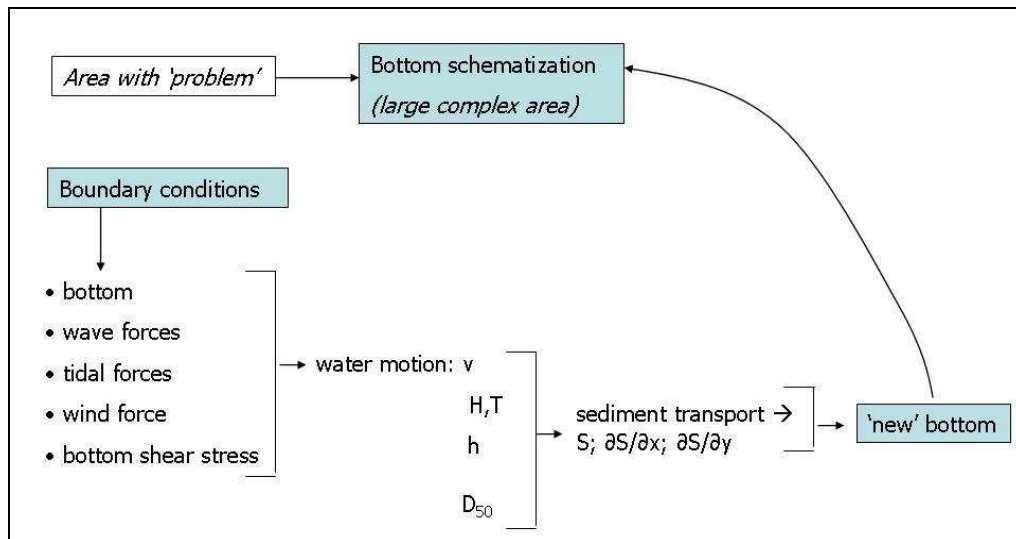 Area with ‘problem’
Bottom schematization
(large complex area)
Boundary conditions
• bottom
• wave forces
• tidal forces
• wind force
• bottom shear stress
water motion: v
H,T
h
D₅₀
sediment transport →
S; ∂S/∂x; ∂S/∂y
‘new’ bottom